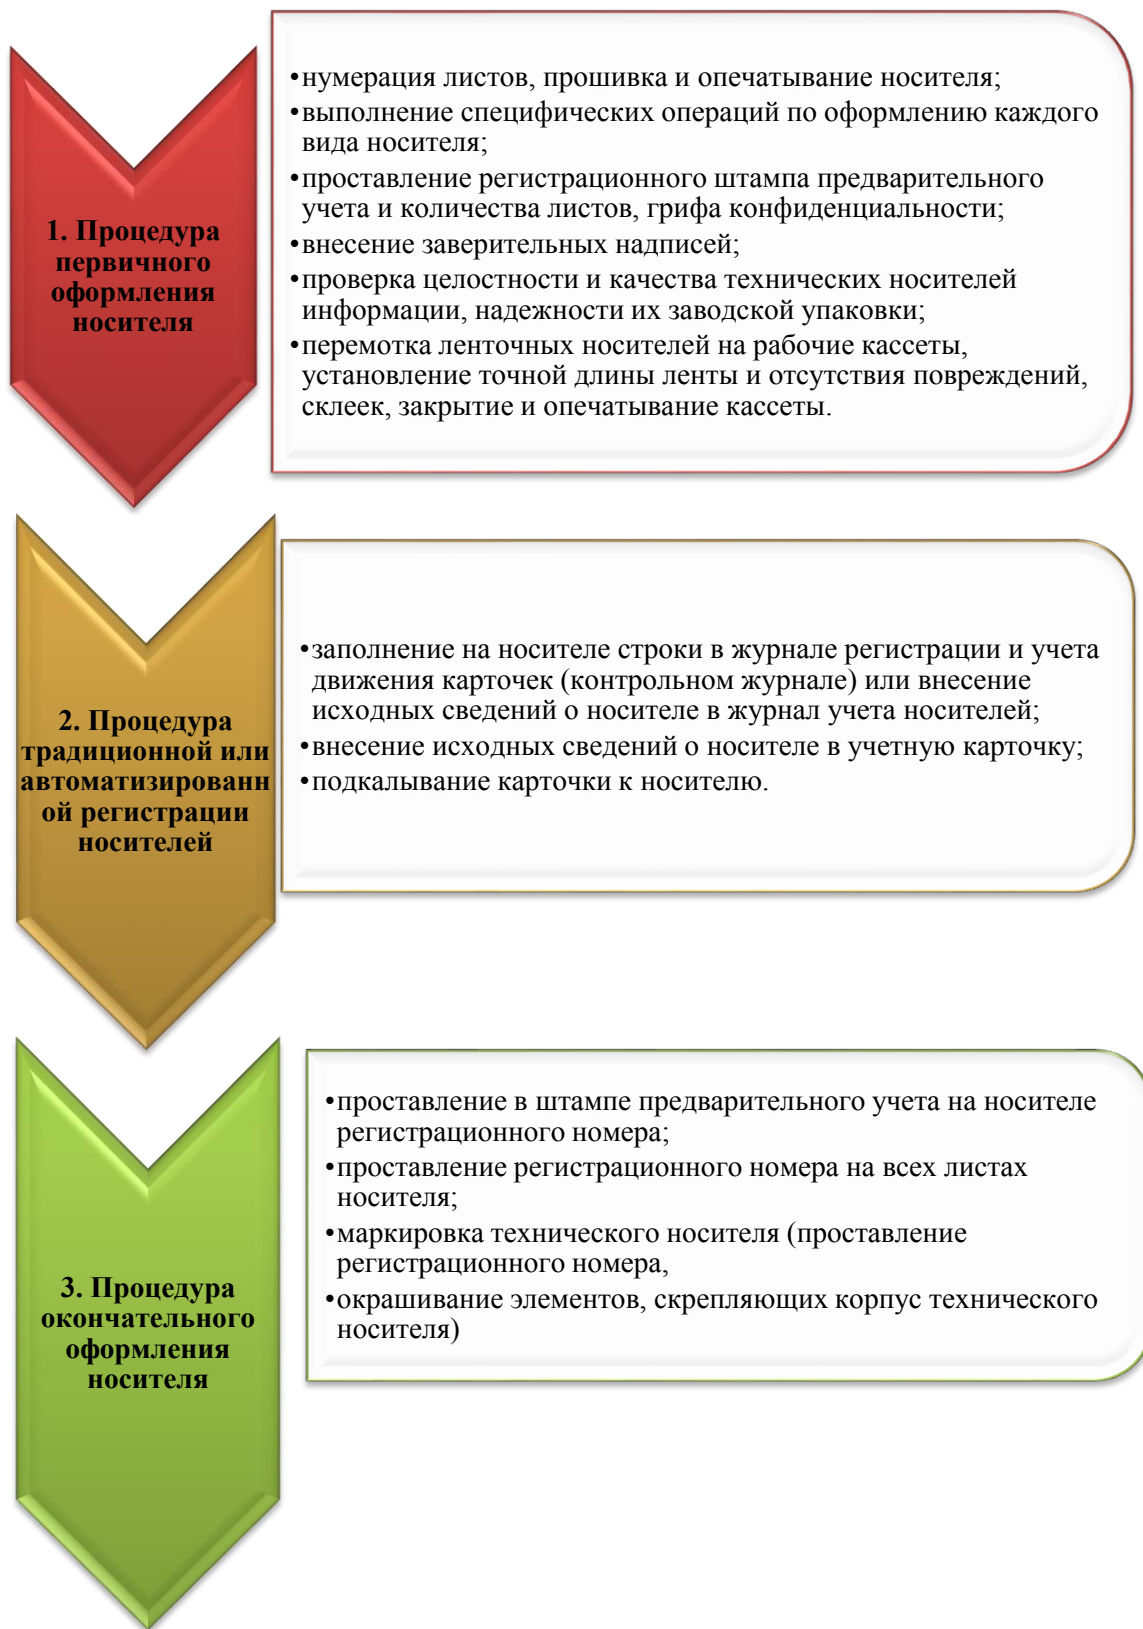 1. Процедура
первичного
оформления
носителя
•нумерация листов, прошивка и опечатывание носителя;
•выполнение специфических операций по оформлению каждого
вида носителя;
•проставление регистрационного штампа предварительного
учета и количества листов, грифа конфиденциальности;
•внесение заверительных надписей;
•проверка целостности и качества технических носителей
информации, надежности их заводской упаковки;
•перемотка ленточных носителей на рабочие кассеты,
установление точной длины ленты и отсутствия повреждений,
склеек, закрытие и опечатывание кассеты.
2. Процедура
традиционной или
автоматизированн
ой регистрации
носителей
•заполнение на носителе строки в журнале регистрации и учета
движения карточек (контрольном журнале) или внесение
исходных сведений о носителе в журнал учета носителей;
•внесение исходных сведений о носителе в учетную карточку;
•подкалывание карточки к носителю.
3. Процедура
окончательного
оформления
носителя
•проставление в штампе предварительного учета на носителе
регистрационного номера;
•проставление регистрационного номера на всех листах
носителя;
•маркировка технического носителя (проставление
регистрационного номера,
•окрашивание элементов, скрепляющих корпус технического
носителя)